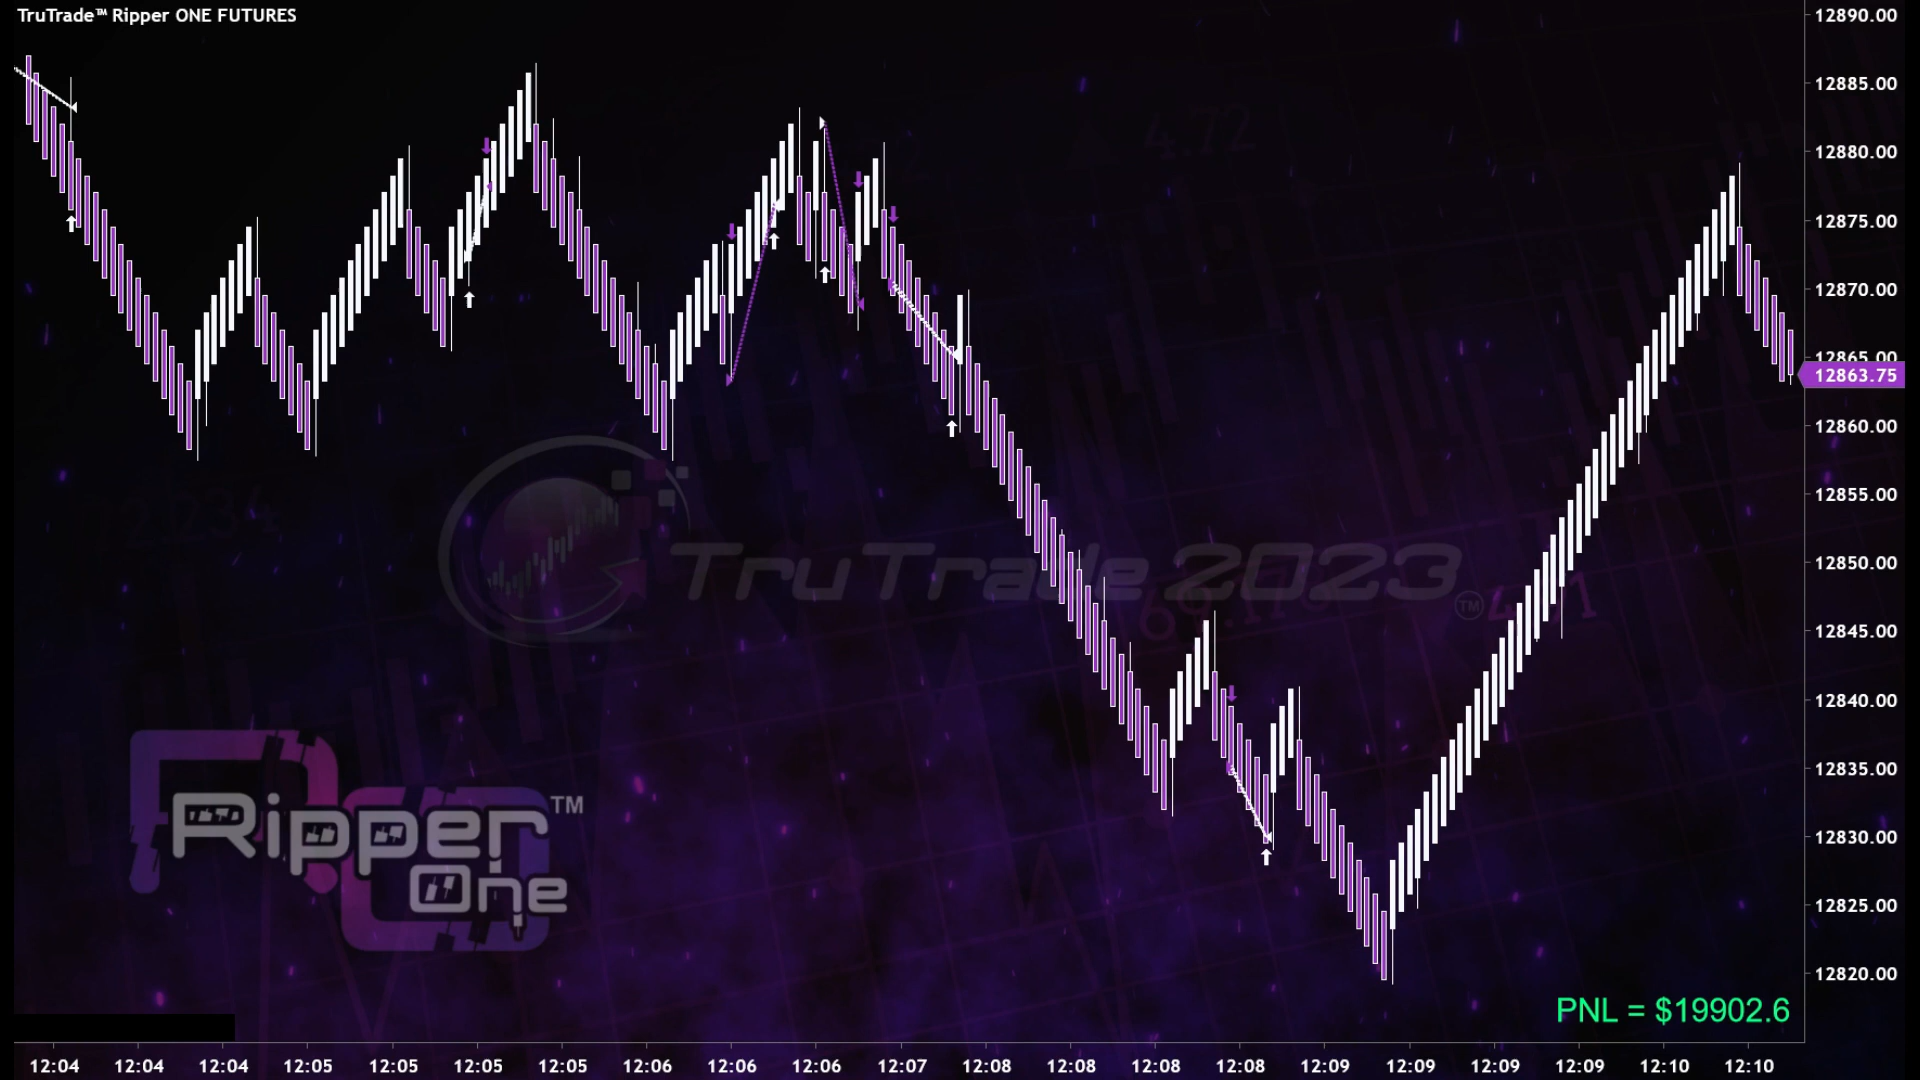 TruTrade™ Ripper ONE FUTURES
12890.00
12885.00
12880.00
12875.00
12870.00
12865.00
12863.75
12860.00
12855.00
12850.00
12845.00
12840.00
12835.00
12830.00
12825.00
12820.00
4.72
TruTrade 2023™
Ripper™
One
PNL = $19902.6
12:04 12:04 12:04 12:05 12:05 12:05 12:05 12:06 12:06 12:06 12:07 12:08 12:08 12:08 12:08 12:09 12:09 12:09 12:09 12:10 12:10